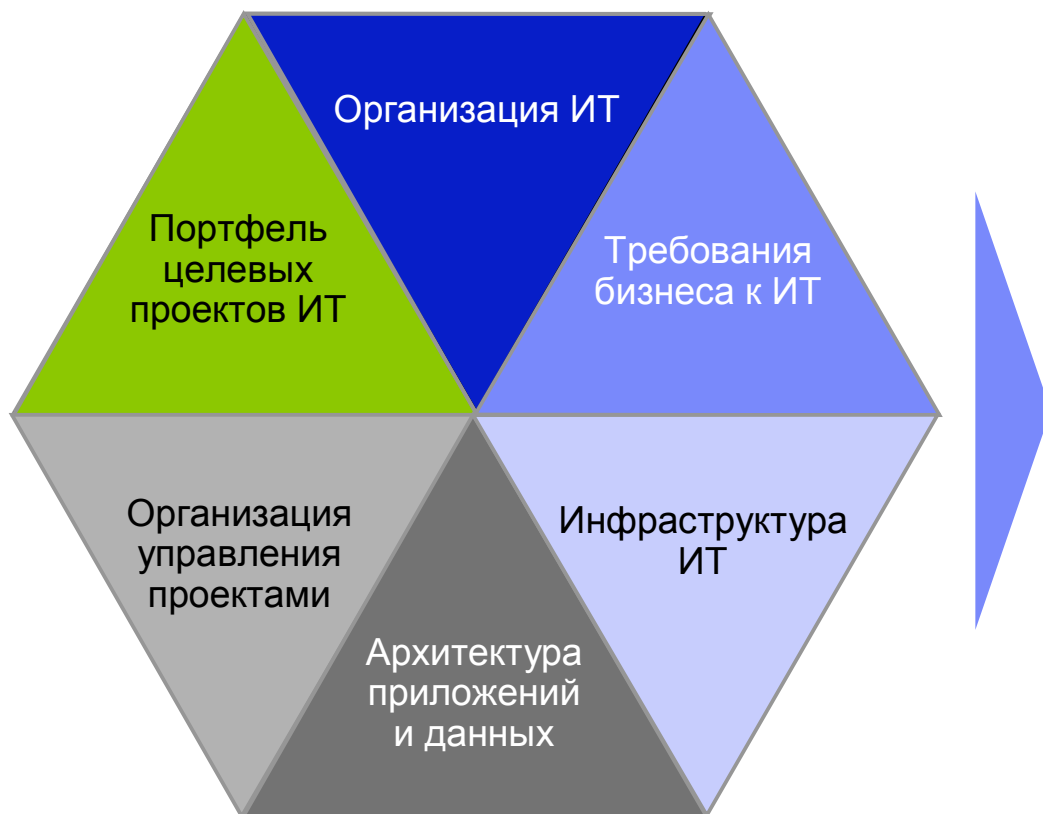 Организация ИТ
Портфель
целевых
проектов ИТ
Требования
бизнеса к ИТ
Организация
управления
проектами
Инфраструктура
ИТ
Архитектура
приложений
и данных